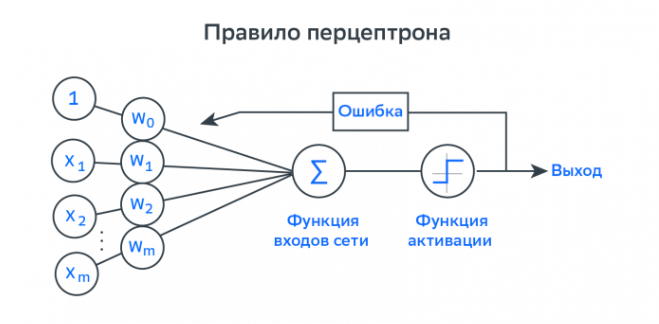 Правило перцептрона
1
w0
Ошибка
x1
w1
Σ
Выход
x2
w2
Функция
входов сети
Функция
активации
wm
xm